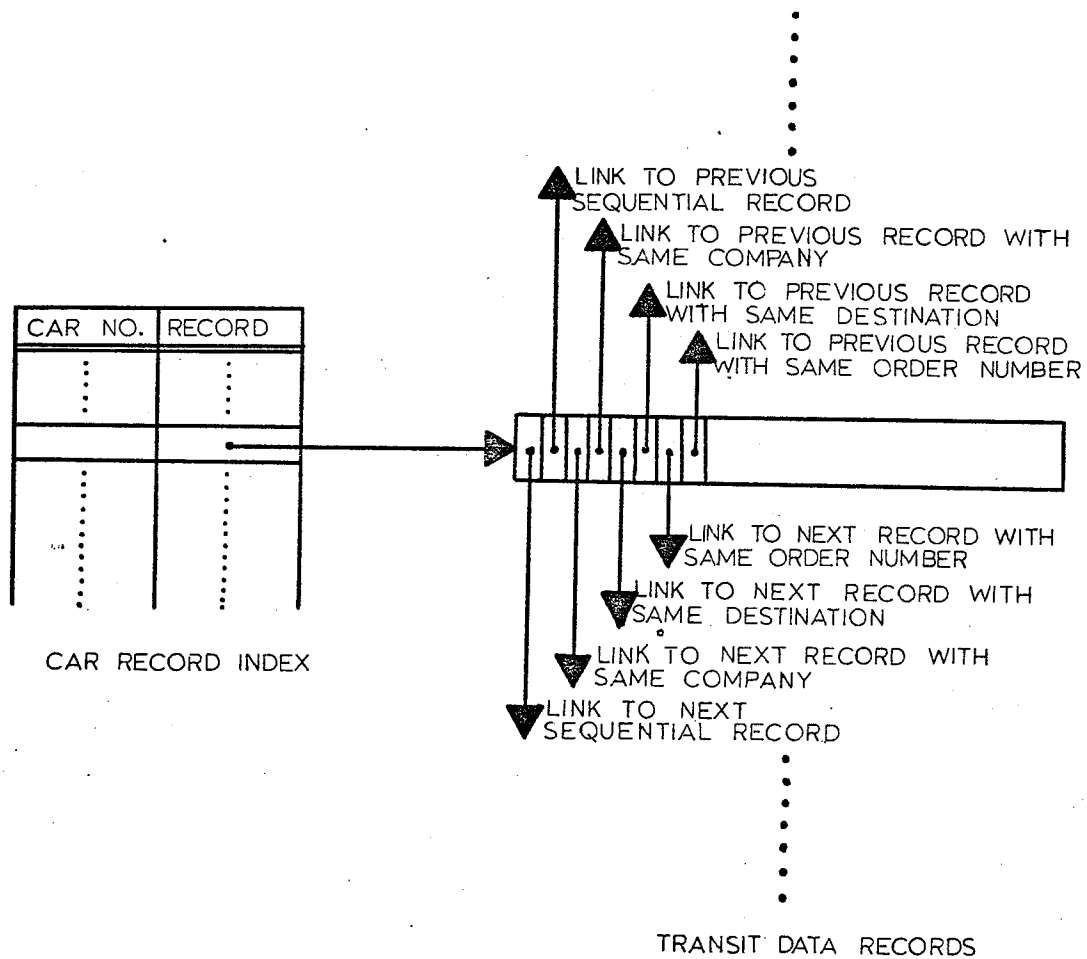 LINK TO PREVIOUS
SEQUENTIAL RECORD
LINK TO PREVIOUS RECORD WITH
SAME COMPANY
LINK TO PREVIOUS RECORD
WITH SAME DESTINATION
LINK TO PREVIOUS RECORD
WITH SAME ORDER NUMBER
CAR NO. RECORD
LINK TO NEXT RECORD WITH
SAME ORDER NUMBER
LINK TO NEXT RECORD WITH
SAME DESTINATION
CAR RECORD INDEX
LINK TO NEXT RECORD WITH
SAME COMPANY
LINK TO NEXT
SEQUENTIAL RECORD
TRANSIT DATA RECORDS